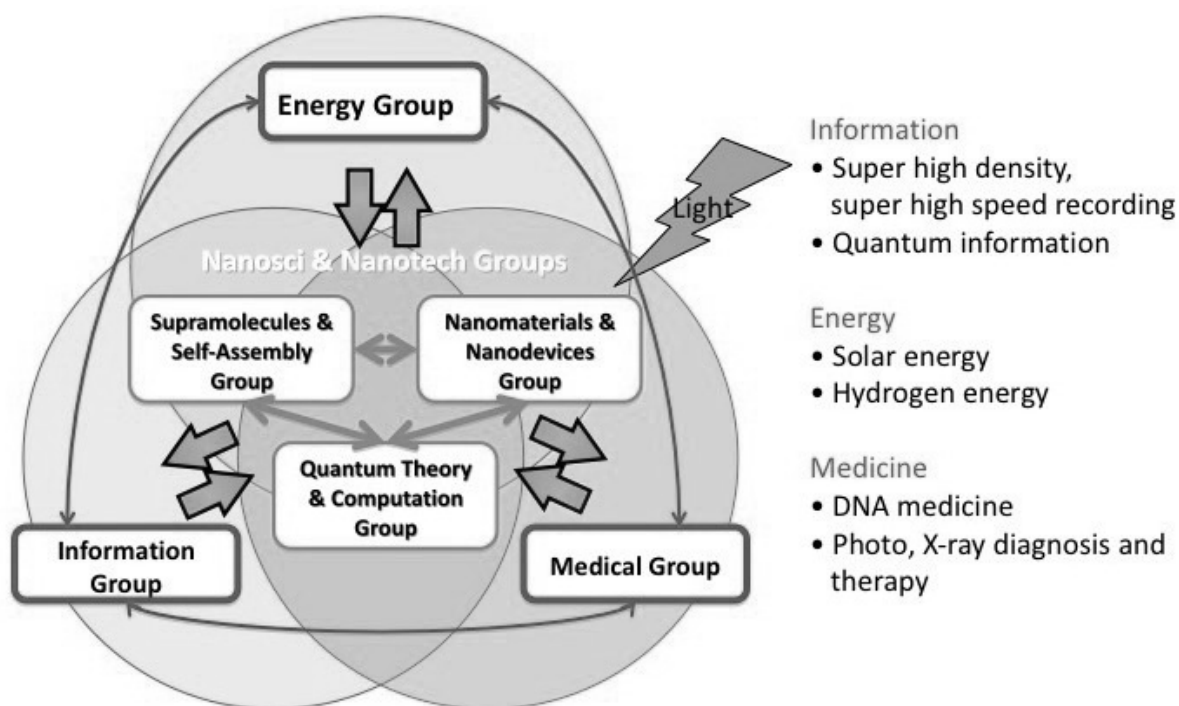 Energy Group
Light
Nanosci & Nanotech Groups
Supramolecules &
Self-Assembly
Group
Nanomaterials &
Nanodevices
Group
Quantum Theory
& Computation
Group
Information
Group
Medical Group
Information
• Super high density,
super high speed recording
• Quantum information
Energy
• Solar energy
• Hydrogen energy
Medicine
• DNA medicine
• Photo, X-ray diagnosis and
therapy